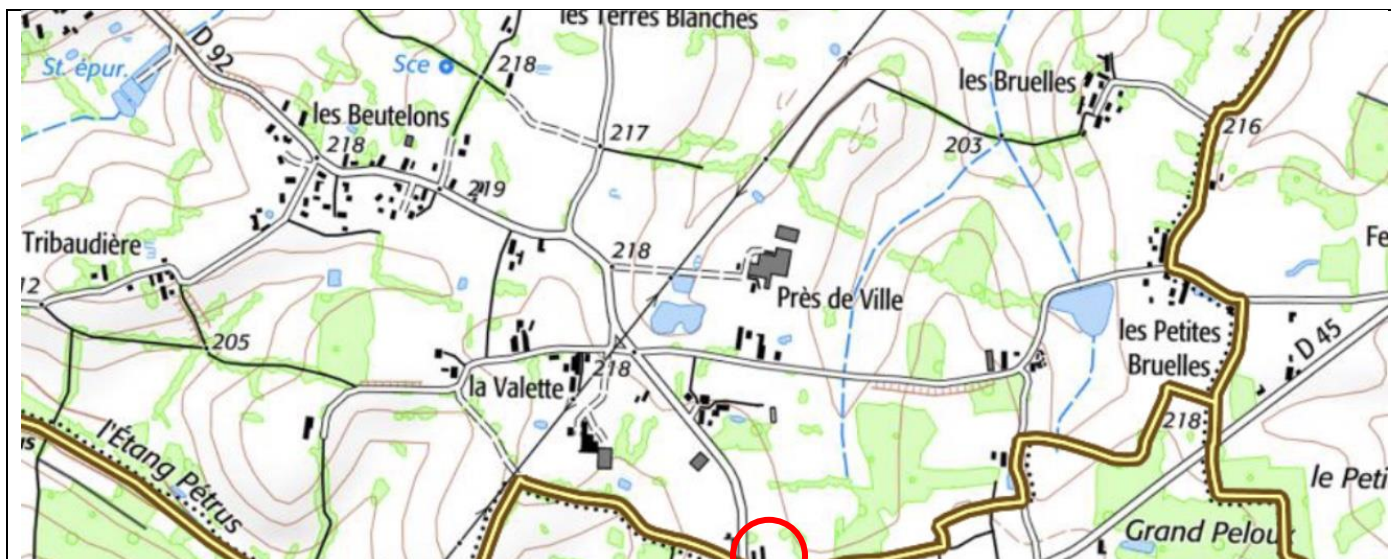 les Terres Blanches
D 92
St. épur.
Sce
218
les Bruelles
les Beutelons
217
216
203
218
219
Tribaudière
218
Fe
12
Près de Ville
les Petites
Bruelles
D 45
205
la Valette
218
218
l'Étang Pétrus
le Peti
Grand Pelou